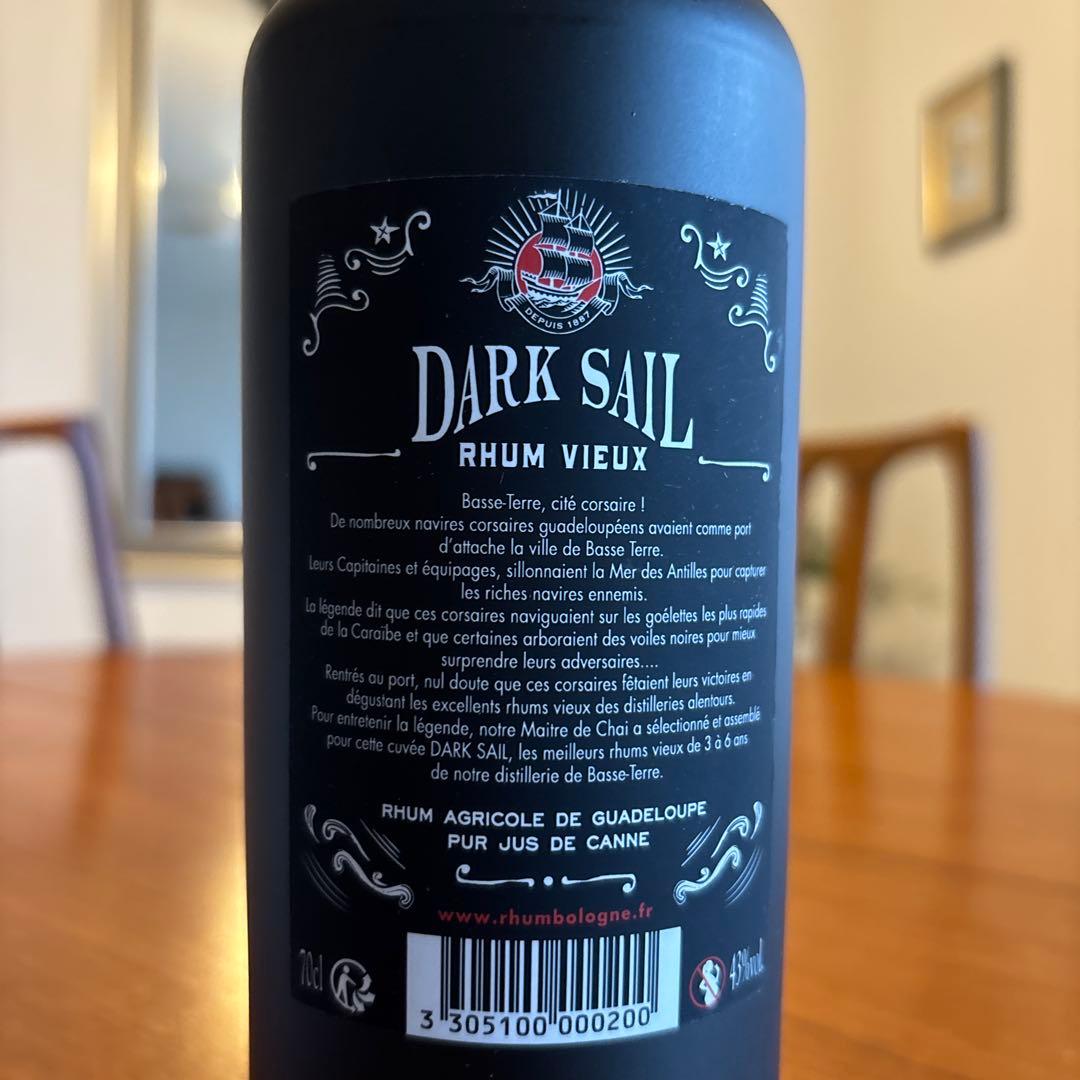 DEPUIS 1887
DARK SAIL
RHUM VIEUX
Basse-Terre, cité corsaire !
De nombreux navires corsaires guadeloupéens avaient comme port
d'attache la ville de Basse Terre.
Leurs Capitaines et équipages, sillonnaient la Mer des Antilles pour capturer
les riches navires ennemis.
La légende dit que ces corsaires naviguaient sur les goélettes les plus rapides
de la Caraïbe et que certaines arboraient des voiles noires pour mieux
surprendre leurs adversaires....
Rentrés au port, nul doute que ces corsaires fêtaient leurs victoires en
dégustant les excellents rhums vieux des distilleries alentours.
Pour entretenir la légende, notre Maitre de Chai a sélectionné et assemblé
pour cette cuvée DARK SAIL, les meilleurs rhums vieux de 3 à 6 ans
de notre distillerie de Basse-Terre.
RHUM AGRICOLE DE GUADELOUPE
PUR JUS DE CANNE
www.rhumbologne.fr
70cl
43%vol.
3 305100 000200